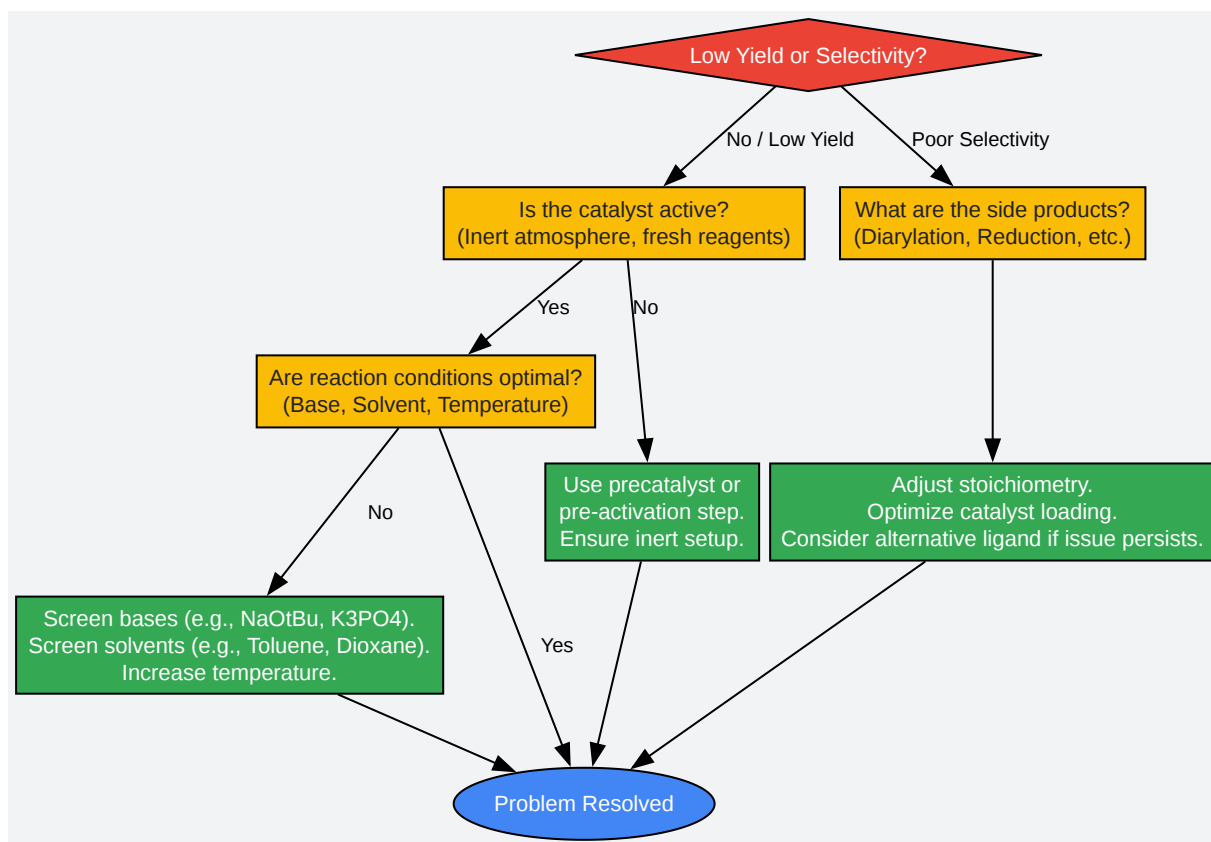 Low Yield or Selectivity?
No / Low Yield
Poor Selectivity
Is the catalyst active?
(Inert atmosphere, fresh reagents)
What are the side products?
(Diarylation, Reduction, etc.)
Yes
No
Are reaction conditions optimal?
(Base, Solvent, Temperature)
No
Use precatalyst or
pre-activation step.
Ensure inert setup.
Adjust stoichiometry.
Optimize catalyst loading.
Consider alternative ligand if issue persists.
Screen bases (e.g., NaOtBu, K3PO4).
Screen solvents (e.g., Toluene, Dioxane).
Increase temperature.
Yes
Problem Resolved